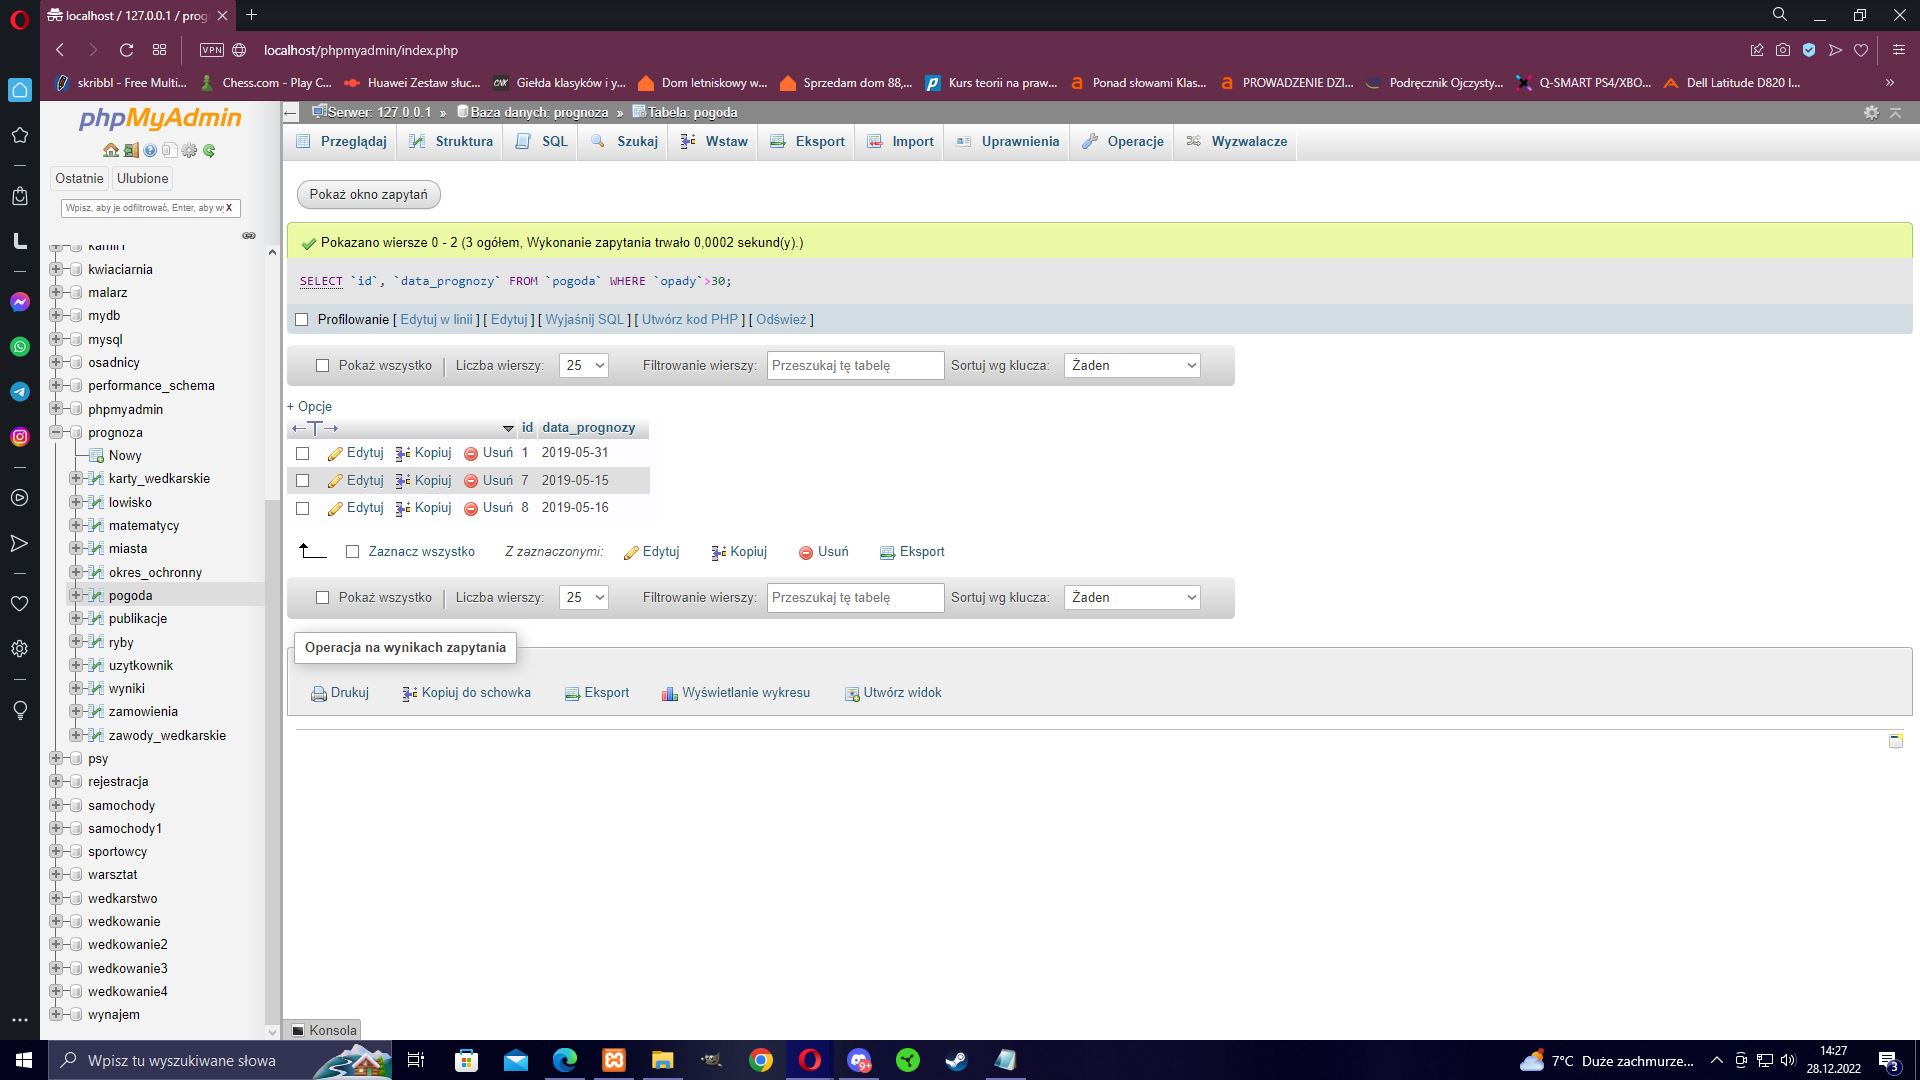 localhost / 127.0.0.1 / prog
VPN
localhost/phpmyadmin/index.php
skribbl - Free Multi...
Chess.com - Play C...
Huawei Zestaw słuc...
Giełda klasyków i y...
Dom letniskowy w...
Sprzedam dom 88,...
Kurs teorii na praw...
Ponad słowami Klas...
PROWADZENIE DZI...
Podręcznik Ojczysty...
Q-SMART PS4/XBO...
Dell Latitude D820 I...
»
phpMyAdmin
Ostatnie
Ulubione
Wpisz, aby je odfiltrować, Enter, aby w
X
kwiaciarnia
malarz
mydb
mysql
osadnicy
performance_schema
phpmyadmin
prognoza
Nowy
karty_wedkarskie
lowisko
matematycy
miasta
okres_ochronny
pogoda
publikacje
ryby
uzytkownik
wyniki
zamowienia
zawody_wedkarskie
psy
rejestracja
samochody
samochody1
sportowcy
warsztat
wedkarstwo
wedkowanie
wedkowanie2
wedkowanie3
wedkowanie4
wynajem
Serwer: 127.0.0.1 » Baza danych: prognoza » Tabela: pogoda
Przeglądaj
Struktura
SQL
Szukaj
Wstaw
Eksport
Import
Uprawnienia
Operacje
Wyzwalacze
Pokaż okno zapytań
Pokazano wiersze 0 - 2 (3 ogółem, Wykonanie zapytania trwało 0,0002 sekund(y).)
SELECT `id`, `data_prognozy` FROM `pogoda` WHERE `opady`>30;
Profilowanie [ Edytuj w linii ] [ Edytuj ] [ Wyjaśnij SQL ] [ Utwórz kod PHP ] [ Odśwież ]
Pokaż wszystko | Liczba wierszy: 25 Filtrowanie wierszy: Przeszukaj tę tabelę Sortuj wg klucza: Żaden
+ Opcje
←T→ id data_prognozy
Edytuj Kopiuj Usuń 1 2019-05-31
Edytuj Kopiuj Usuń 7 2019-05-15
Edytuj Kopiuj Usuń 8 2019-05-16
Zaznacz wszystko Z zaznaczonymi: Edytuj Kopiuj Usuń Eksport
Pokaż wszystko | Liczba wierszy: 25 Filtrowanie wierszy: Przeszukaj tę tabelę Sortuj wg klucza: Żaden
Operacja na wynikach zapytania
Drukuj Kopiuj do schowka Eksport Wyświetlanie wykresu Utwórz widok
Konsola
Wpisz tu wyszukiwane słowa
9+
7°C Duże zachmurze...
14:27
28.12.2022
3